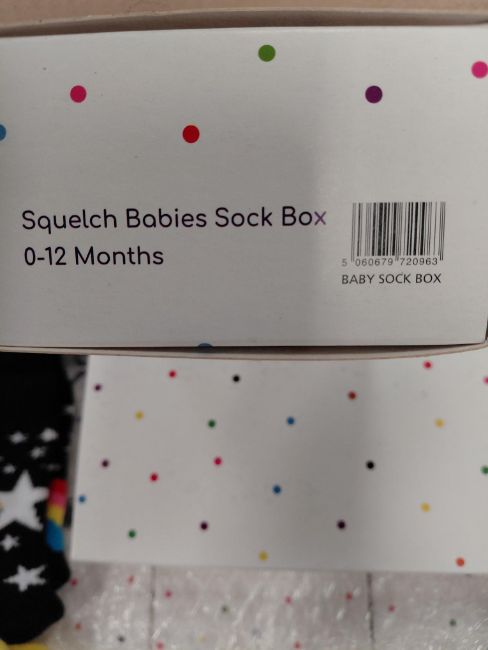 Squelch Babies Sock Box
0-12 Months
5 060679 720963
BABY SOCK BOX